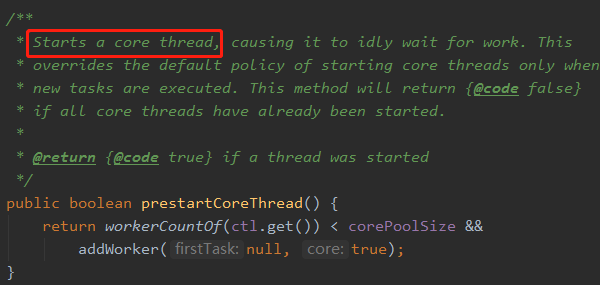 /**
* Starts a core thread, causing it to idly wait for work. This
* overrides the default policy of starting core threads only when
* new tasks are executed. This method will return {@code false}
* if all core threads have already been started.
*
* @return {@code true} if a thread was started
*/
public boolean prestartCoreThread() {
return workerCountOf(ctl.get()) < corePoolSize &&
addWorker( firstTask: null, core: true);
}